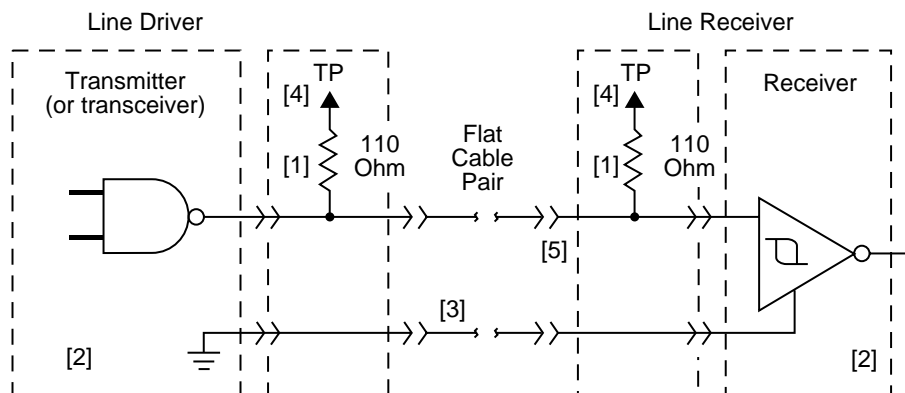 Line Driver
Line Receiver
Transmitter
(or transceiver)
TP
[4]
[1]
110
Ohm
Flat
Cable
Pair
TP
[4]
[1]
110
Ohm
Receiver
[5]
[3]
[2]
[2]